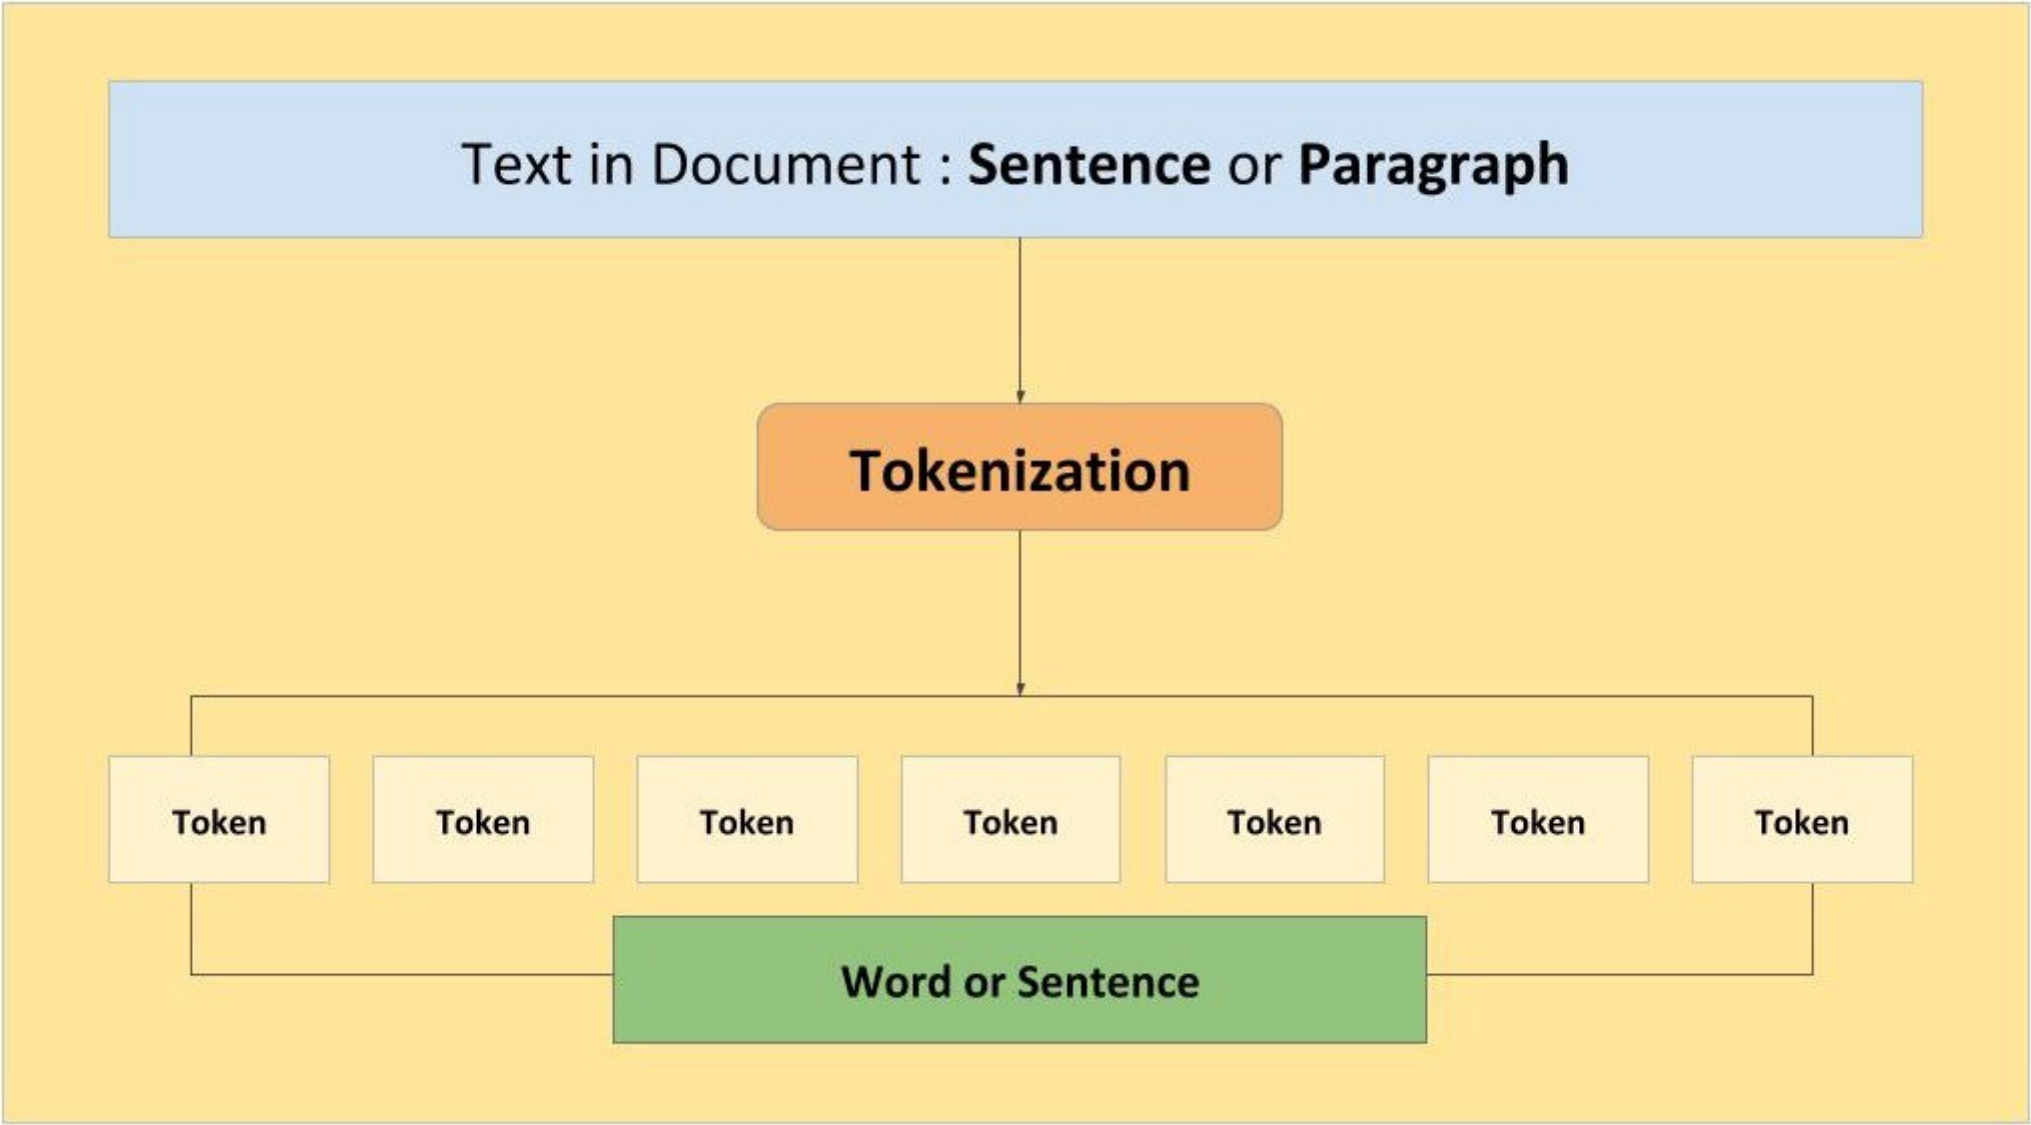 Text in Document : Sentence or Paragraph
Tokenization
Token Token Token Token Token Token Token
Word or Sentence